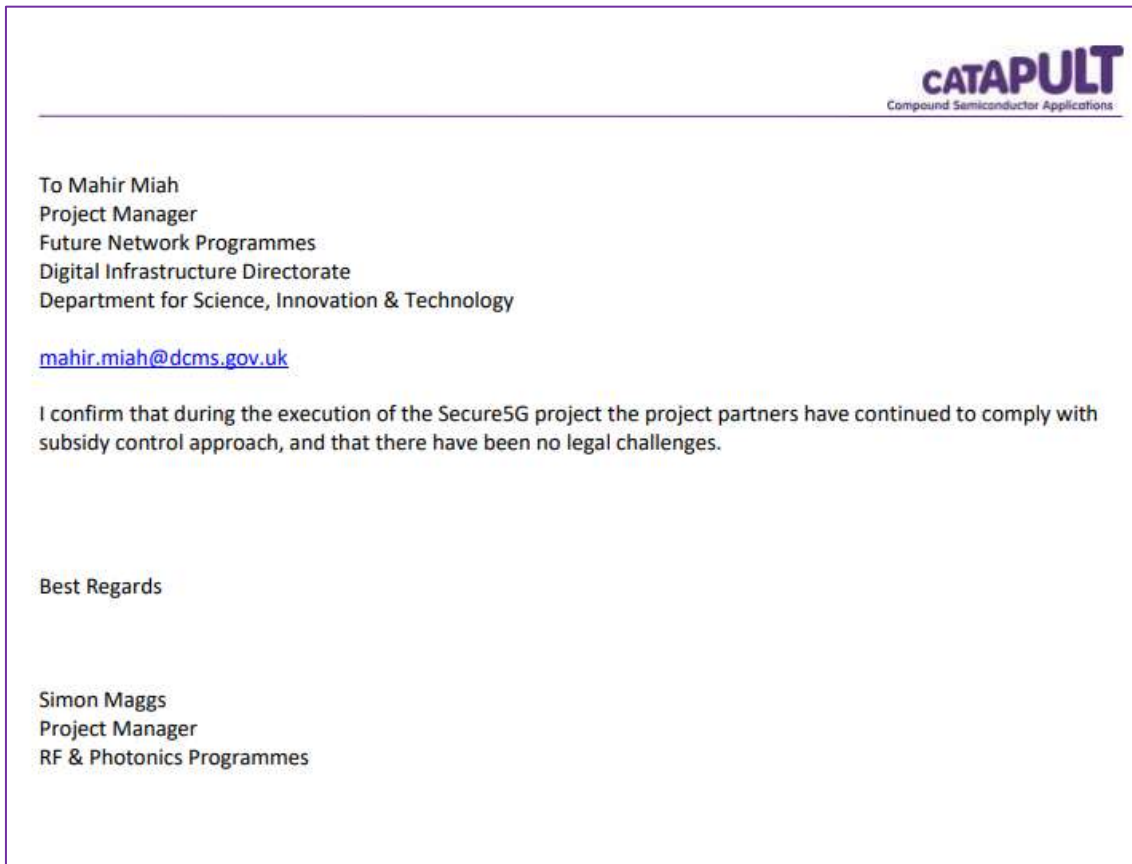 CATAPULT
Compound Semiconductor Applications
To Mahir Miah
Project Manager
Future Network Programmes
Digital Infrastructure Directorate
Department for Science, Innovation & Technology
mahir.miah@dcms.gov.uk
I confirm that during the execution of the Secure5G project the project partners have continued to comply with
subsidy control approach, and that there have been no legal challenges.
Best Regards
Simon Maggs
Project Manager
RF & Photonics Programmes